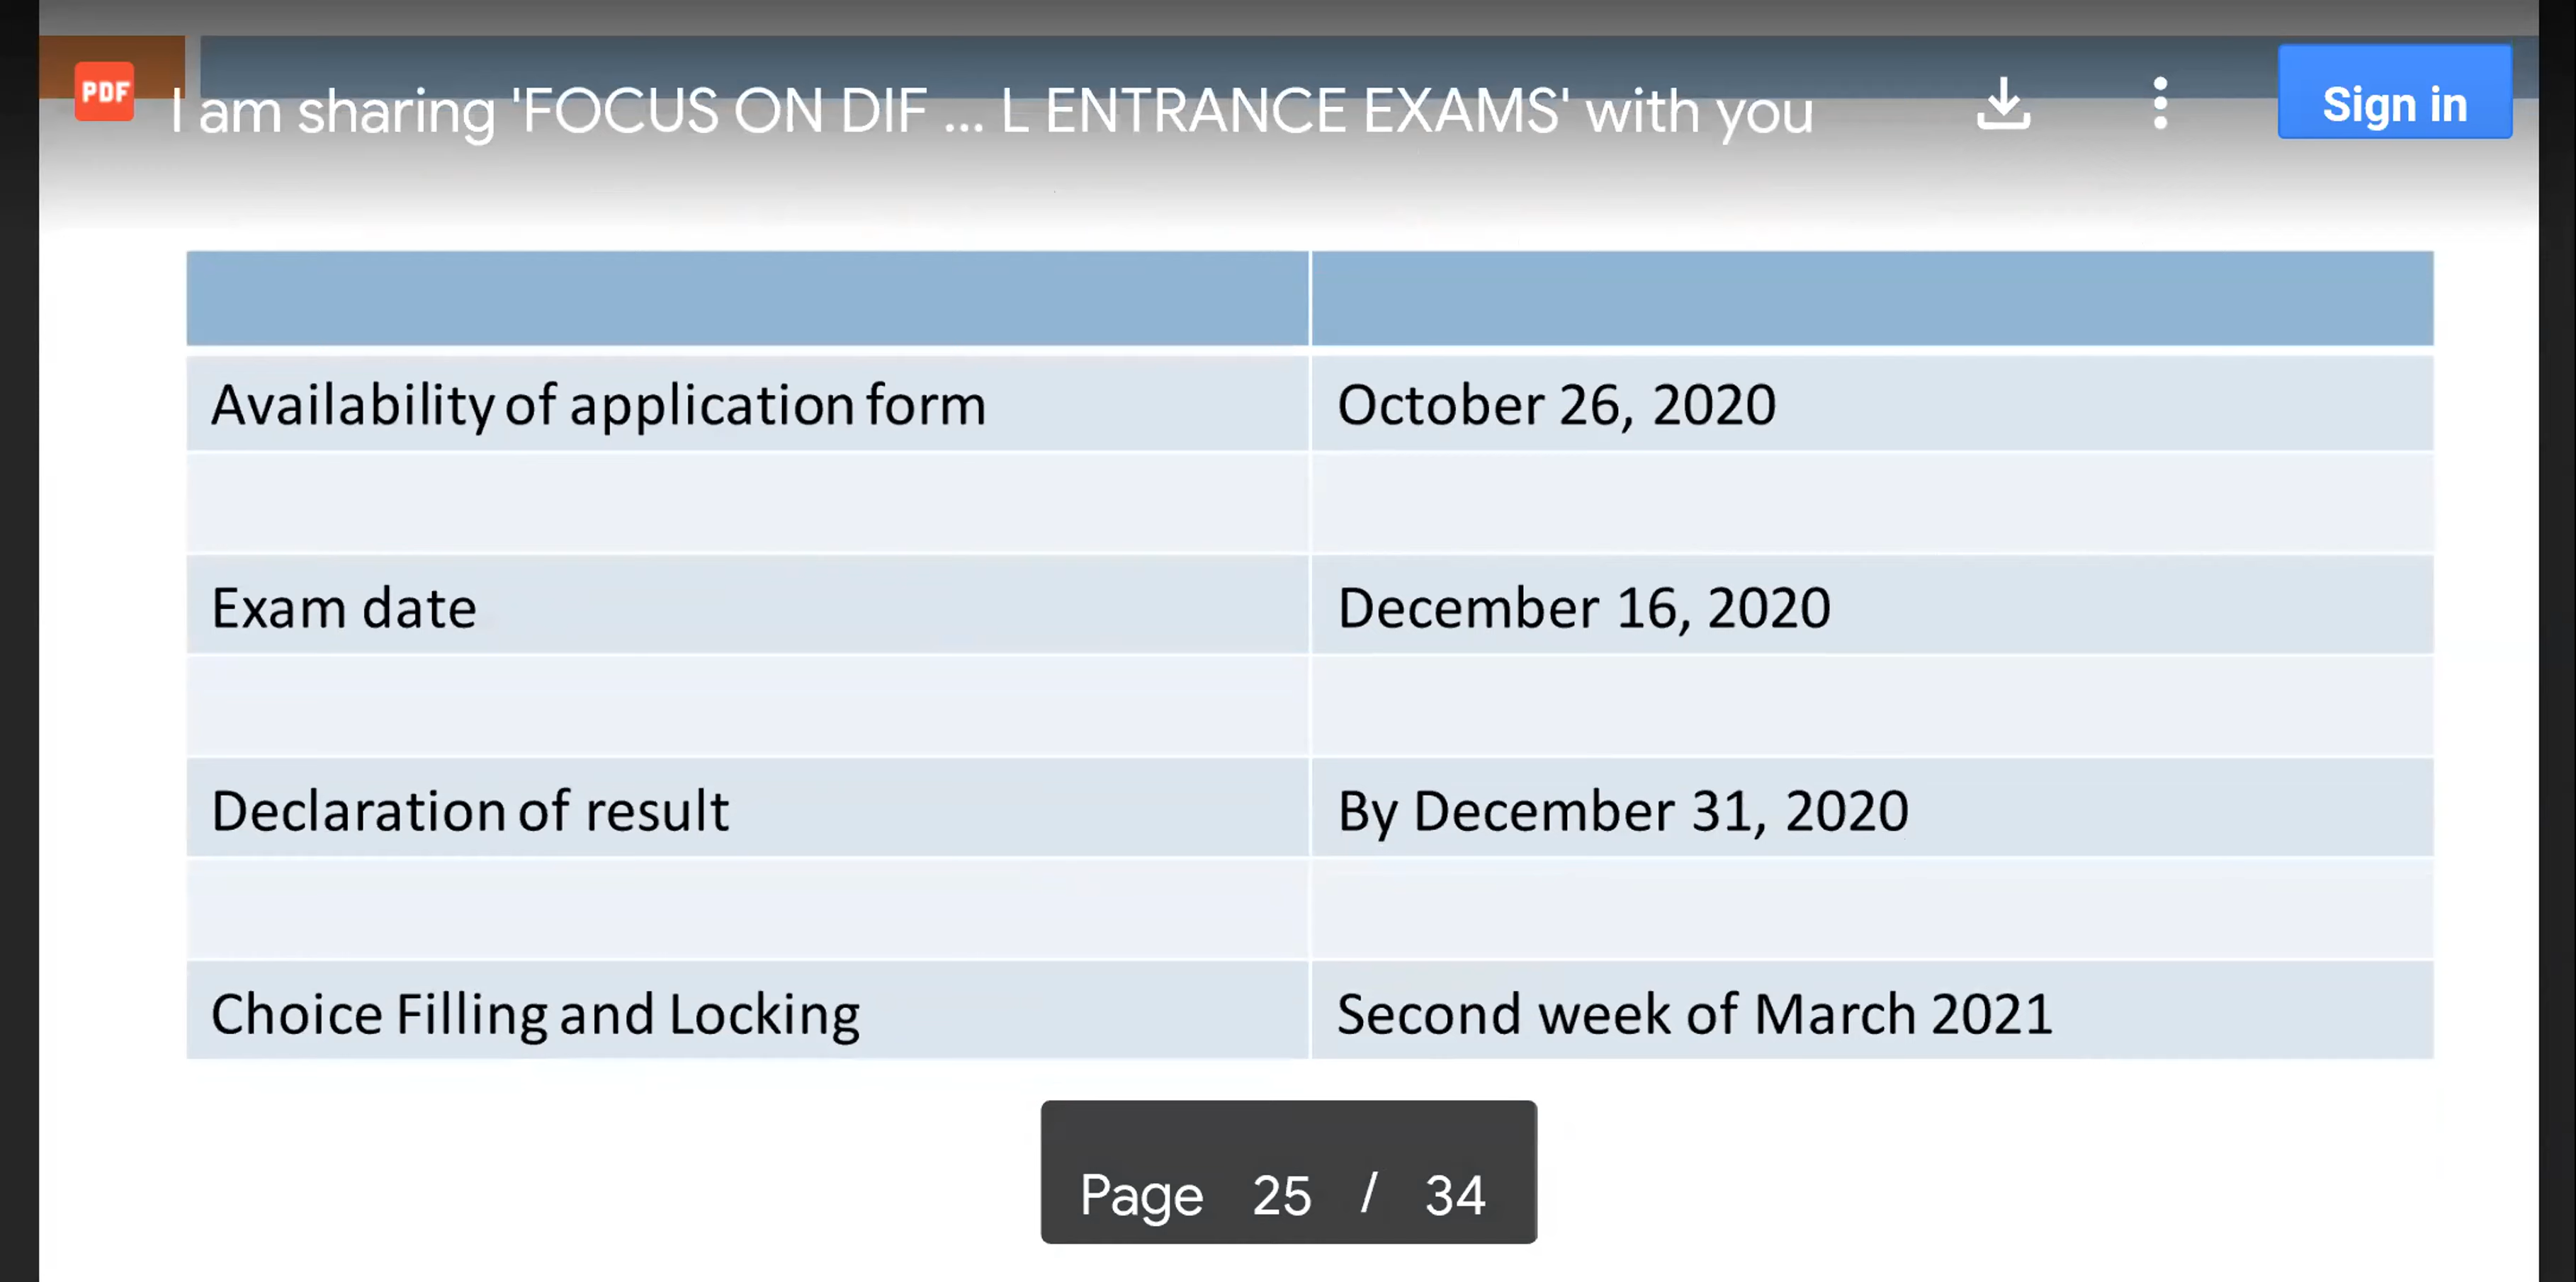 PDF
I am sharing 'FOCUS ON DIF ... L ENTRANCE EXAMS' with you
Sign in
Availability of application form October 26, 2020
Exam date December 16, 2020
Declaration of result By December 31, 2020
Choice Filling and Locking Second week of March 2021
Page 25 / 34